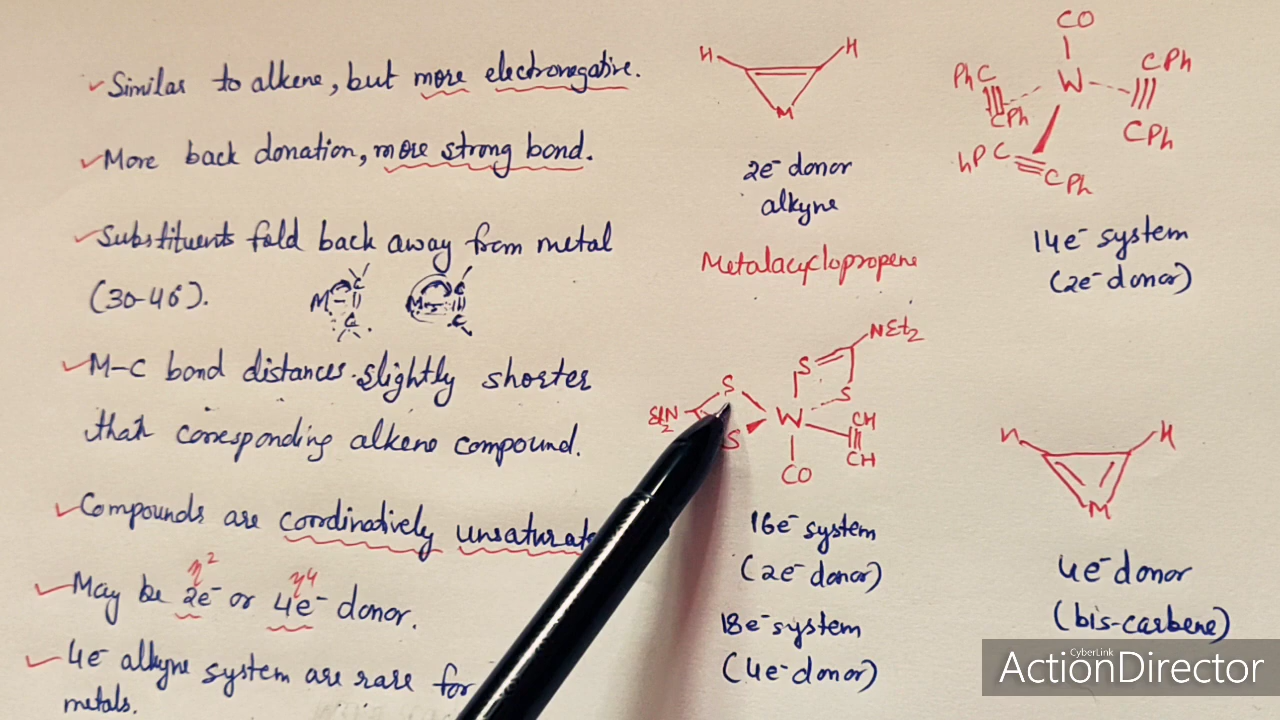 Similar to alkene, but more electronegative.
More back donation, more strong bond.
Substituents fold back away from metal
(30-40°).
M C C M C C
M-C bond distances slightly shorter
than corresponding alkene compound.
Compounds are coordinatively unsaturate
η² η4
May be 2e⁻ or 4e⁻ donor.
4e⁻ alkyne system are rare for
metals.
H H
M
2e⁻ donor
alkyne
Metalacyclopropene
CO
PhC W CPh
CPh CPh
hPC CPh
14e⁻ system
(2e⁻ donor)
NEt2
S
S S
Et2N W CH
S CH
CO
16e⁻ system
(2e⁻ donor)
18e⁻ system
(4e⁻ donor)
H H
M
4e⁻ donor
(bis-carbene)
CyberLink
ActionDirector